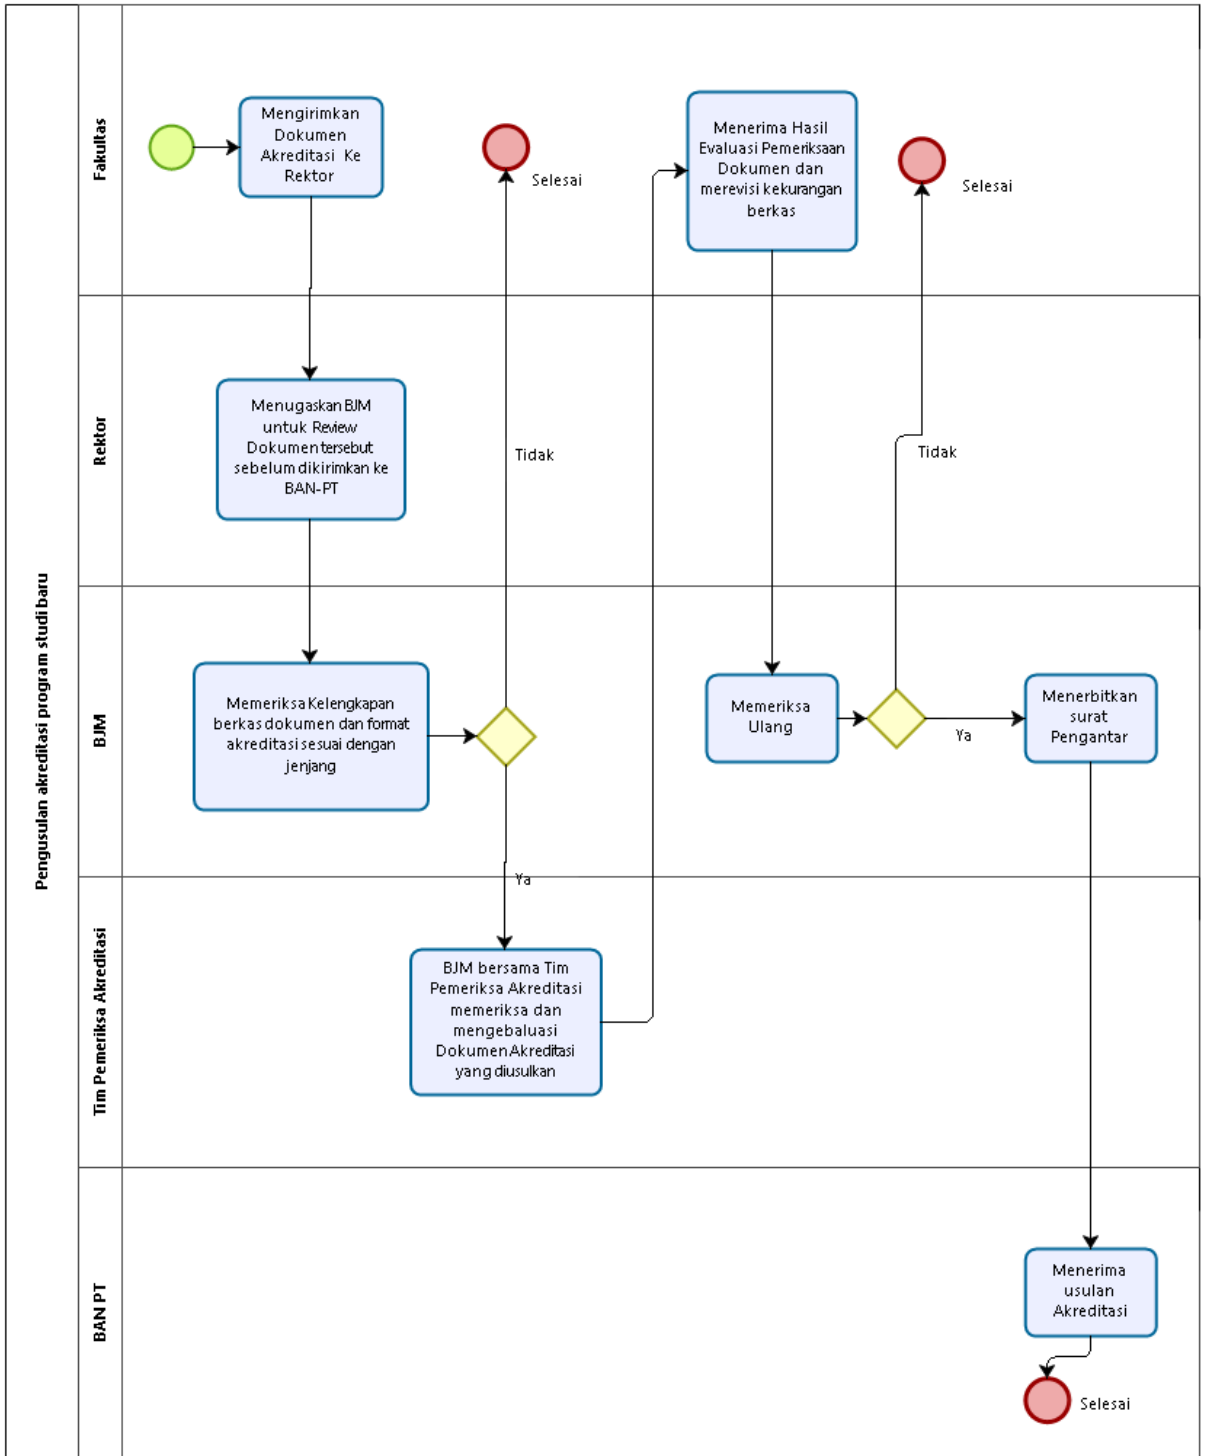 Pengusulan akreditasi program studi baru
Fakultas
Mengirimkan
Dokumen
Akreditasi Ke
Rektor
Selesai
Menerima Hasil
Evaluasi Pemeriksaan
Dokumen dan
merevisi kekurangan
berkas
Selesai
Rektor
Menugaskan BJM
untuk Review
Dokumen tersebut
sebelum dikirimkan ke
BAN-PT
Tidak
Tidak
BJM
Memeriksa Kelengkapan
berkas dokumen dan format
akreditasi sesuai dengan
jenjang
Ya
Memeriksa
Ulang
Ya
Menerbitkan
surat
Pengantar
Tim Pemeriksa Akreditasi
BJM bersama Tim
Pemeriksa Akreditasi
memeriksa dan
mengebaluasi
Dokumen Akreditasi
yang diusulkan
BAN PT
Menerima
usulan
Akreditasi
Selesai